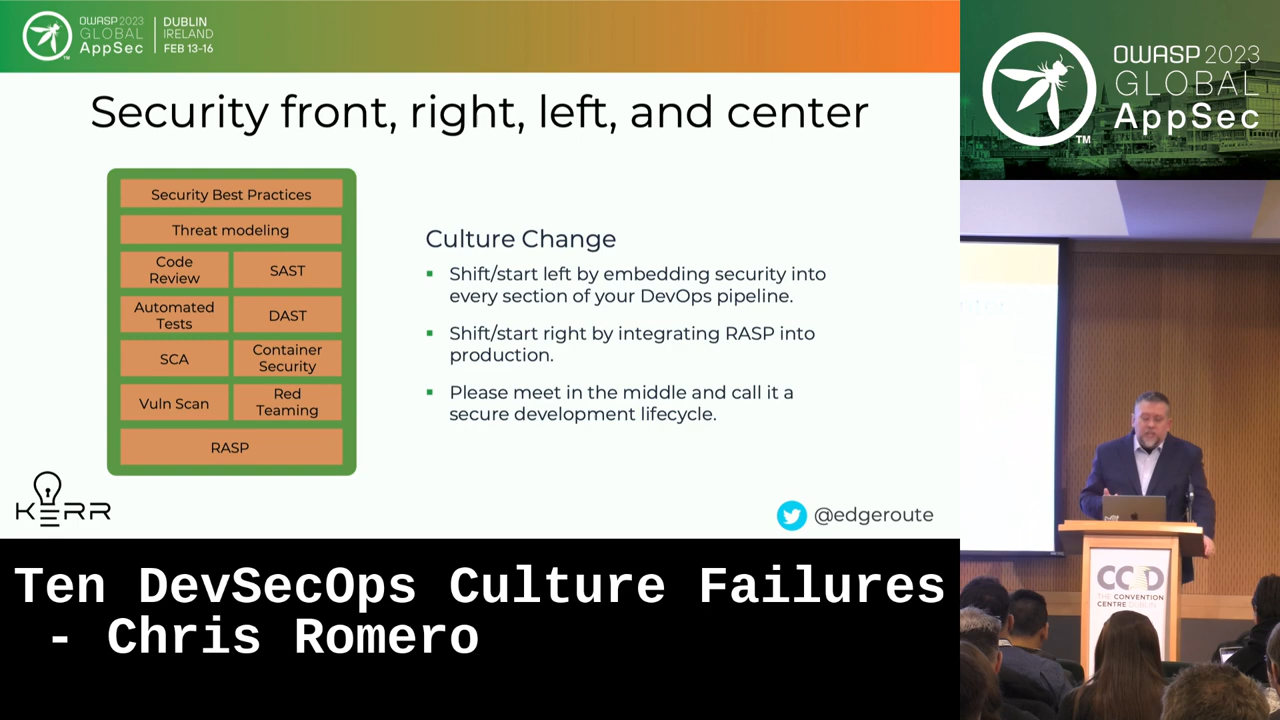 OWASP 2023
GLOBAL
AppSec
TM
DUBLIN
IRELAND
FEB 13-16
Security front, right, left, and center
Security Best Practices
Threat modeling
Code
Review
SAST
Automated
Tests
DAST
SCA
Container
Security
Vuln Scan
Red
Teaming
RASP
Culture Change
Shift/start left by embedding security into
every section of your DevOps pipeline.
Shift/start right by integrating RASP into
production.
Please meet in the middle and call it a
secure development lifecycle.
KERR
@edgeroute
Ten DevSecOps Culture Failures
- Chris Romero
OWASP 2023
GLOBAL
AppSec
TM
CCD
THE CONVENTION
CENTRE DUBLIN